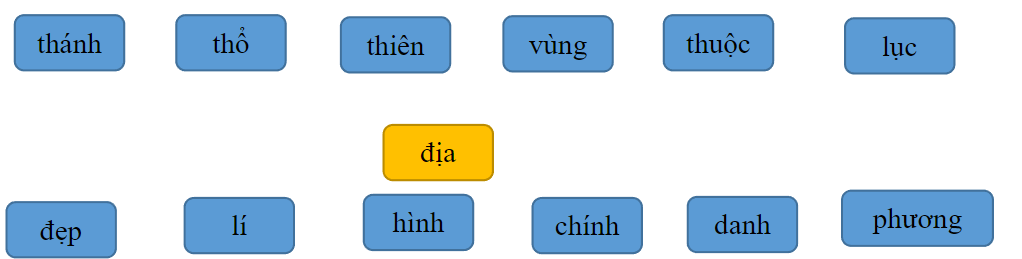 thánh thổ thiên vùng thuộc lục
địa
đẹp lí hình chính danh phương